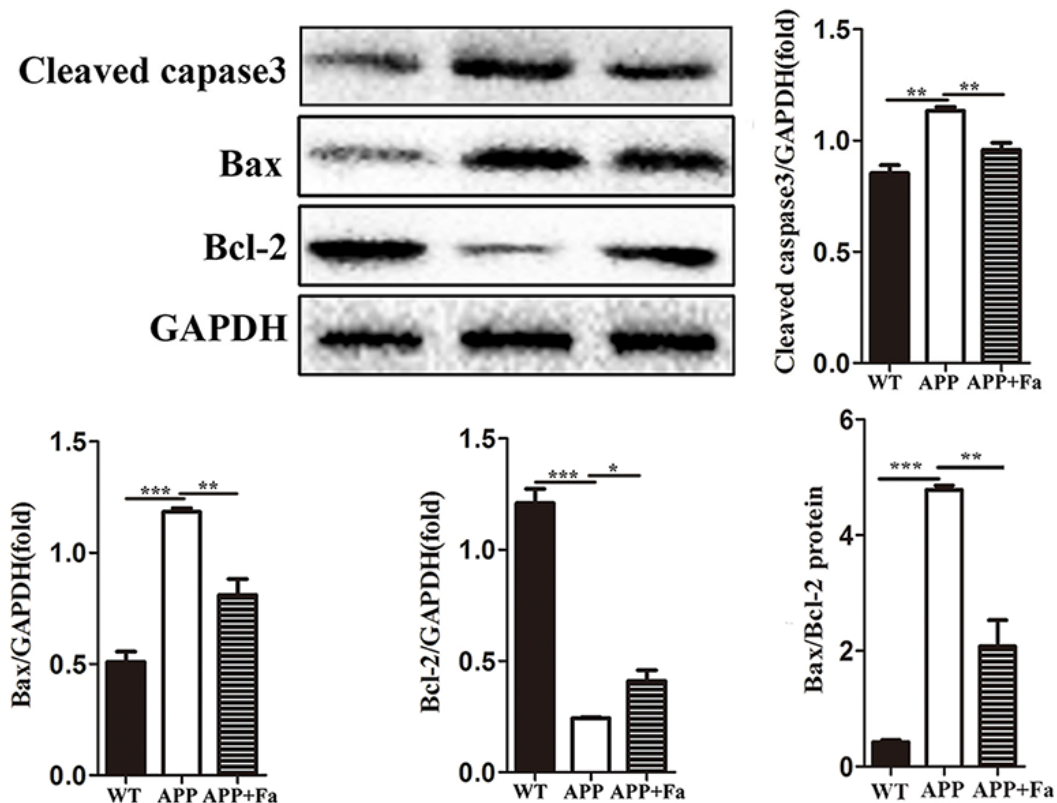 Cleaved capase3
Bax
Bcl-2
GAPDH
Cleaved caspase3/GAPDH(fold)
1.5
1.0
0.5
0.0
** **
WT APP APP+Fa
Bax/GAPDH(fold)
1.5
1.0
0.5
0.0
*** **
WT APP APP+Fa
Bcl-2/GAPDH(fold)
1.5
1.0
0.5
0.0
*** *
WT APP APP+Fa
Bax/Bcl-2 protein
6
4
2
0
*** **
WT APP APP+Fa